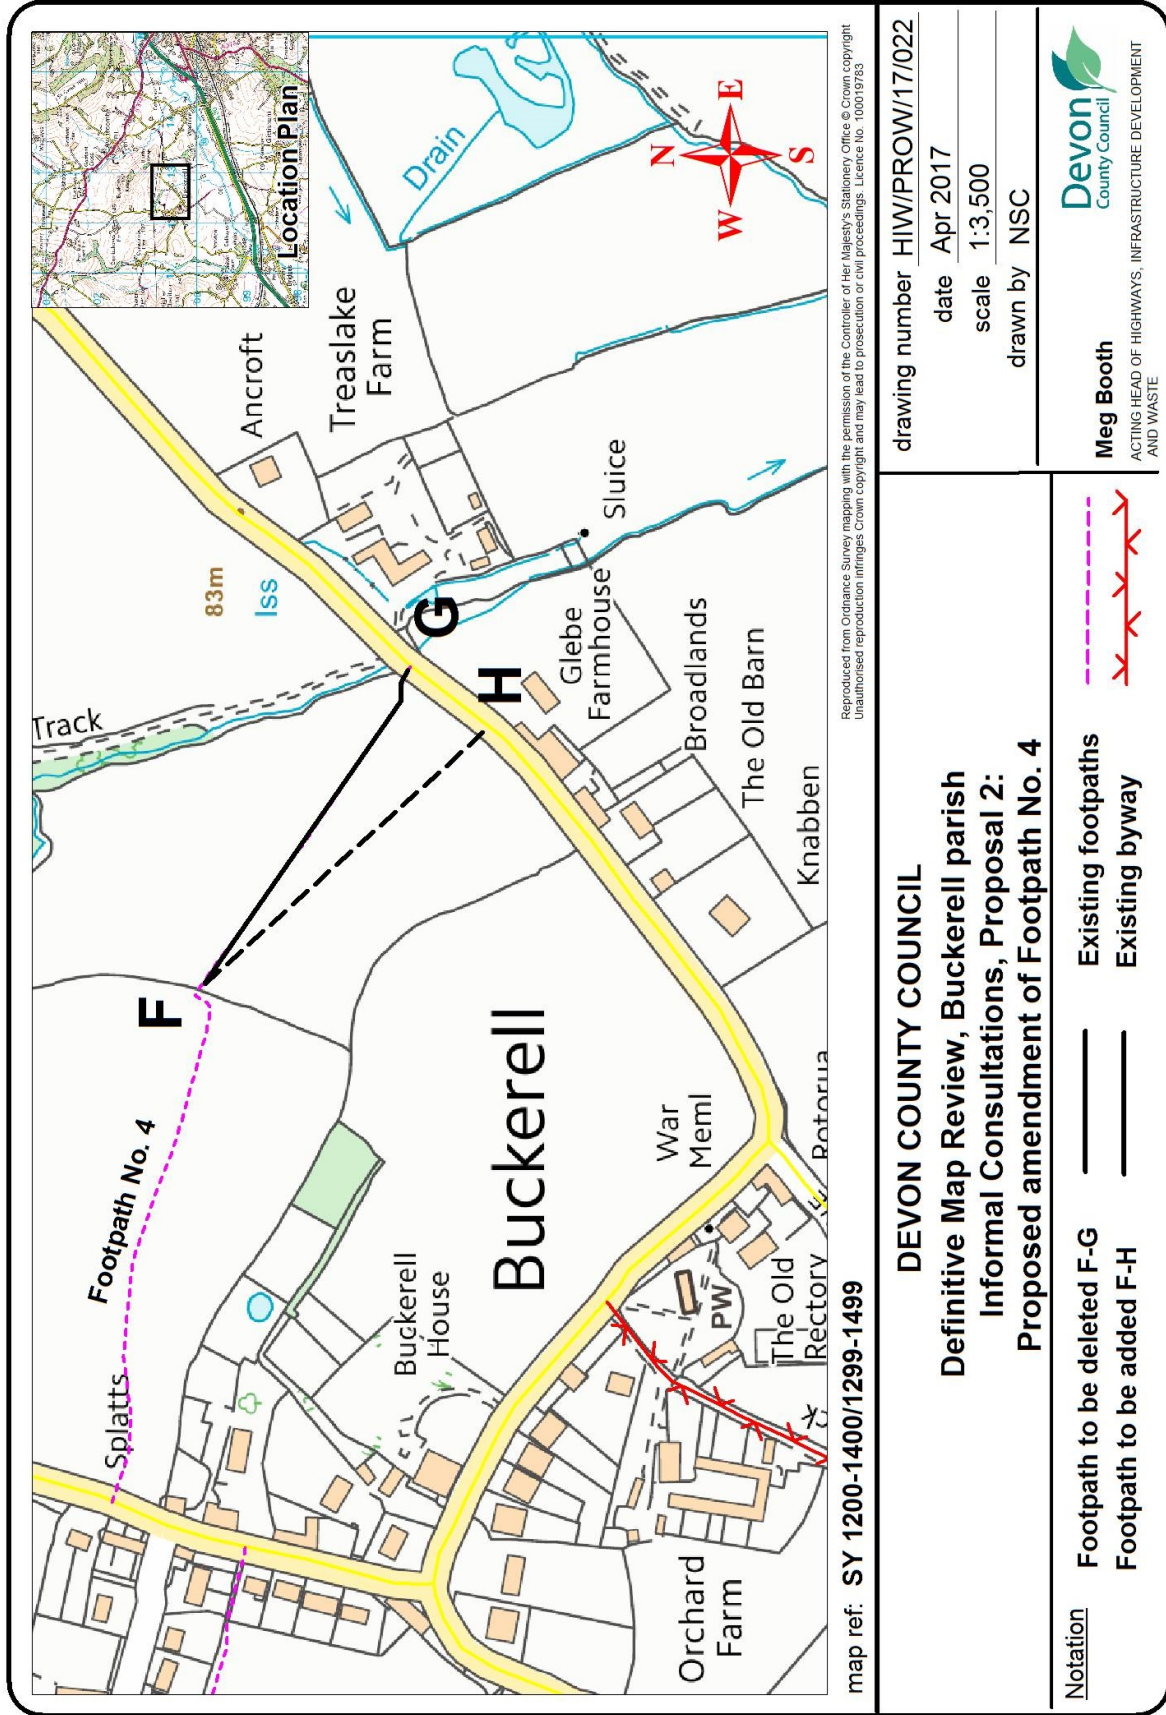 Location Plan
Drain
N
E
S
W
Ancroft
Treaslake
Farm
83m
Iss
Track
G
Sluice
H
Glebe
Farmhouse
Broadlands
The Old Barn
Knabben
F
Footpath No. 4
Splatts
Buckerell
Buckerell
House
War
Meml
Rotorua
PW
The Old
Rectory
Orchard
Farm
Reproduced from Ordnance Survey mapping with the permission of the Controller of Her Majesty's Stationery Office © Crown copyright
Unauthorised reproduction infringes Crown copyright and may lead to prosecution or civil proceedings. Licence No. 100019783
map ref: SY 1200-1400/1299-1499
DEVON COUNTY COUNCIL
Definitive Map Review, Buckerell parish
Informal Consultations, Proposal 2:
Proposed amendment of Footpath No. 4
drawing number HIW/PROW/17/022
date Apr 2017
scale 1:3,500
drawn by NSC
Notation
Footpath to be deleted F-G
Existing footpaths
Footpath to be added F-H
Existing byway
Meg Booth
ACTING HEAD OF HIGHWAYS, INFRASTRUCTURE DEVELOPMENT
AND WASTE
Devon
County Council